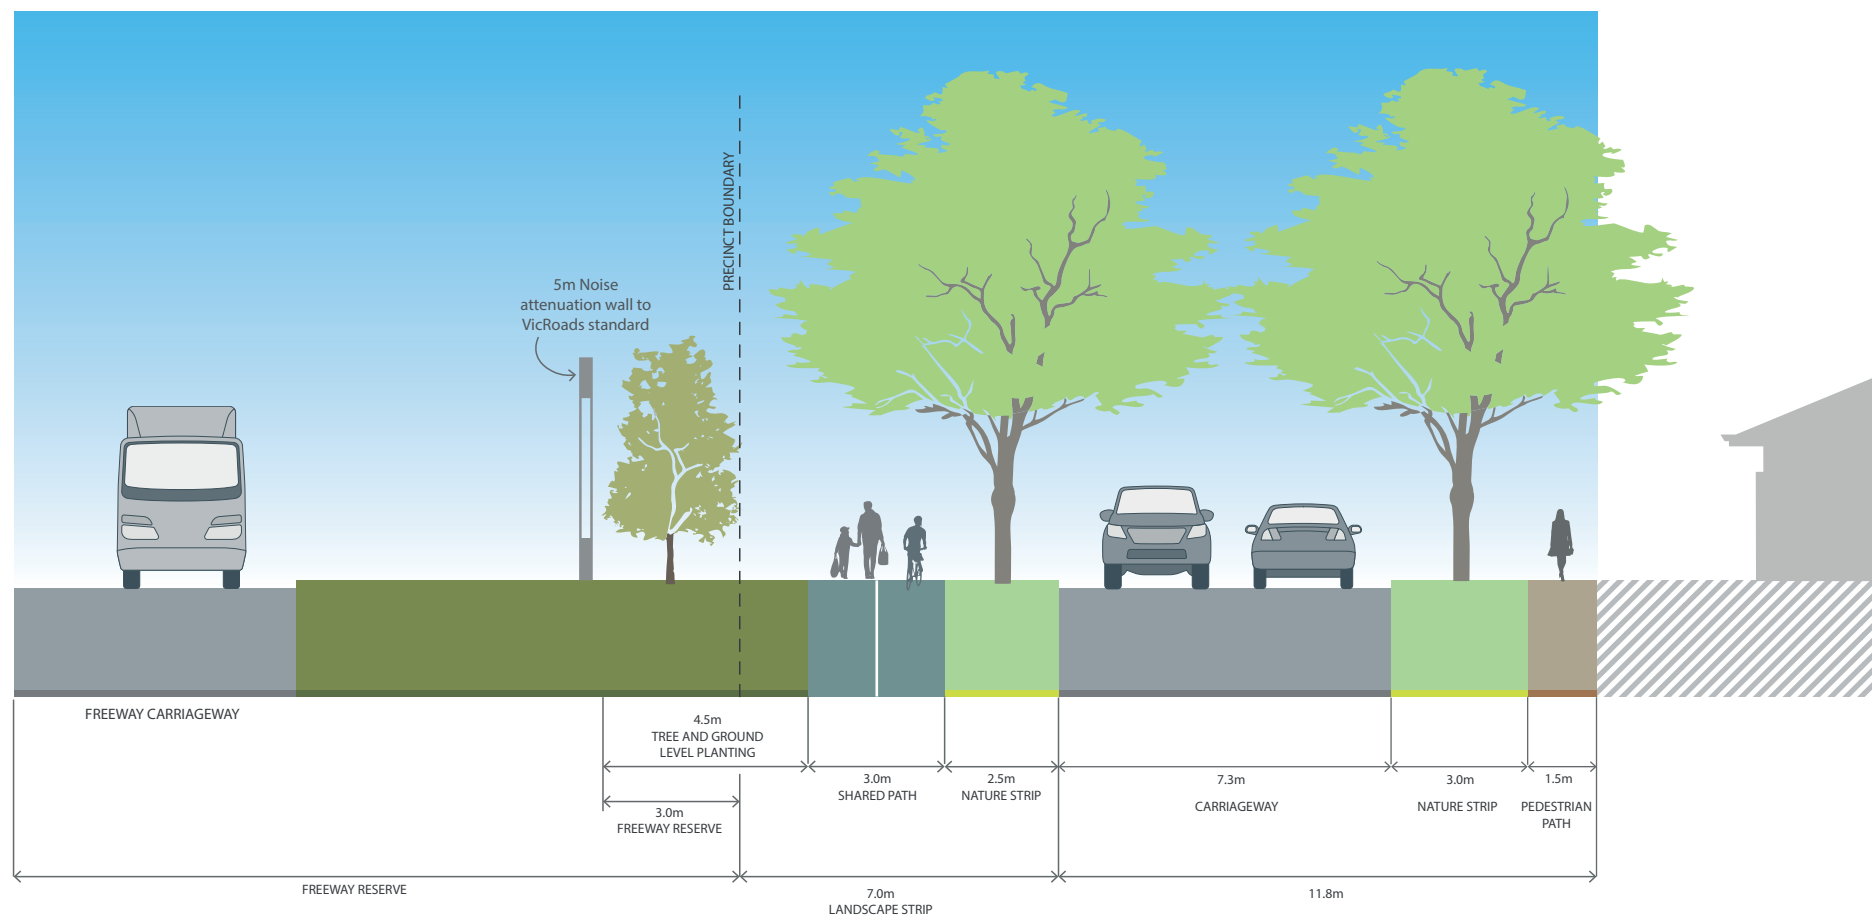 PRECINCT BOUNDARY
5m Noise
attenuation wall to
VicRoads standard
FREEWAY CARRIAGEWAY
4.5m
TREE AND GROUND
LEVEL PLANTING
3.0m
SHARED PATH
2.5m
NATURE STRIP
7.3m
CARRIAGEWAY
3.0m
NATURE STRIP
1.5m
PEDESTRIAN
PATH
3.0m
FREEWAY RESERVE
FREEWAY RESERVE
7.0m
LANDSCAPE STRIP
11.8m